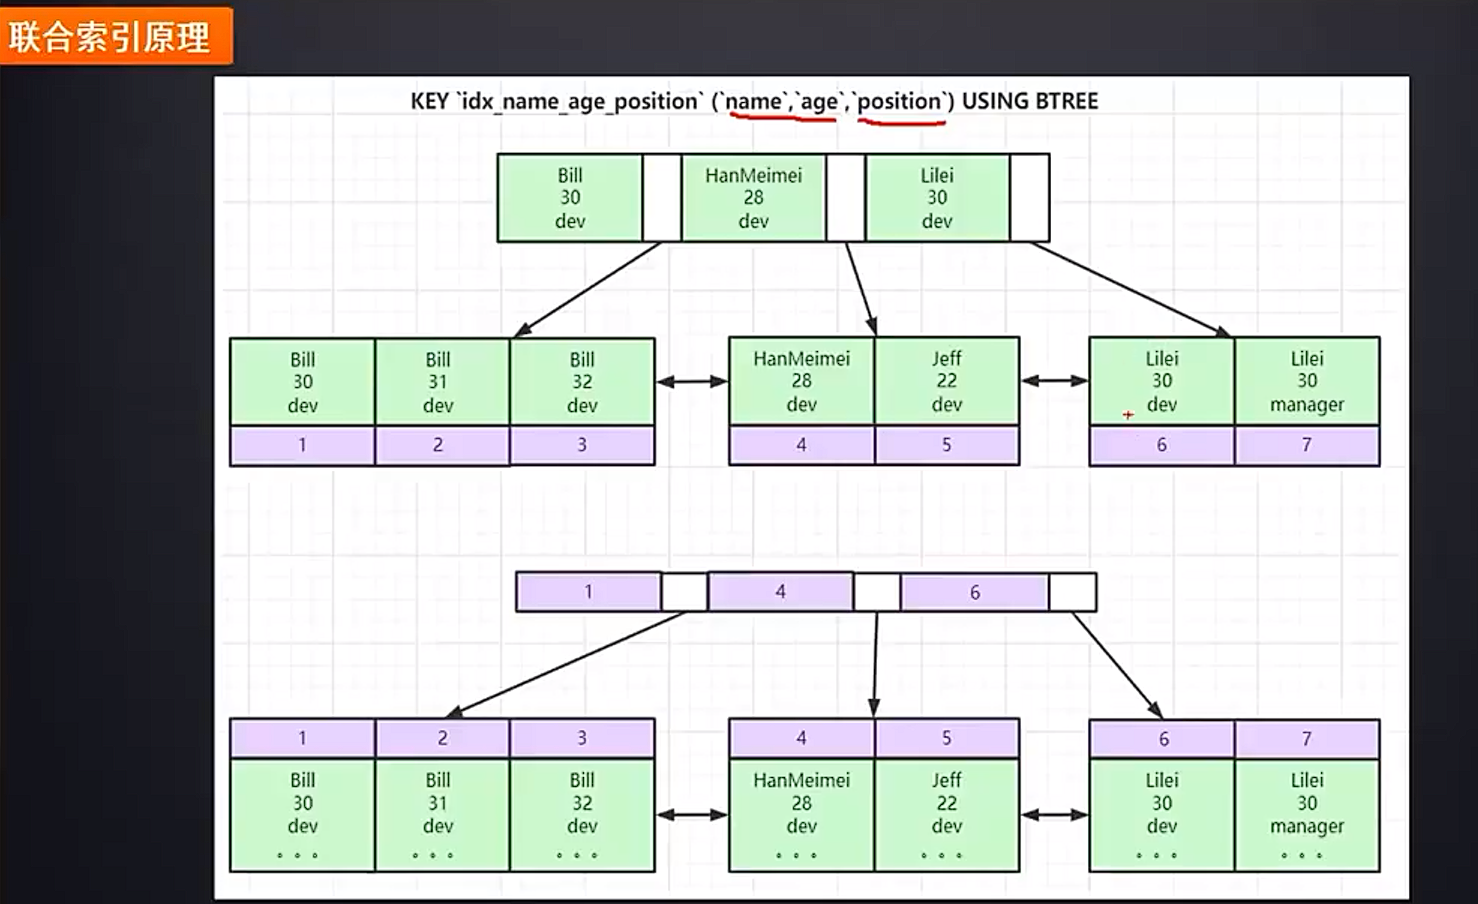 联合索引原理
KEY `idx_name_age_position` (`name`,`age`,`position`) USING BTREE
Bill
30
dev
HanMeimei
28
dev
Lilei
30
dev
Bill
30
dev
1
Bill
31
dev
2
Bill
32
dev
3
HanMeimei
28
dev
4
Jeff
22
dev
5
Lilei
30
dev
6
Lilei
30
manager
7
1
4
6
1
Bill
30
dev
。。。
2
Bill
31
dev
。。。
3
Bill
32
dev
。。。
4
HanMeimei
28
dev
。。。
5
Jeff
22
dev
。。。
6
Lilei
30
dev
。。。
7
Lilei
30
manager
。。。